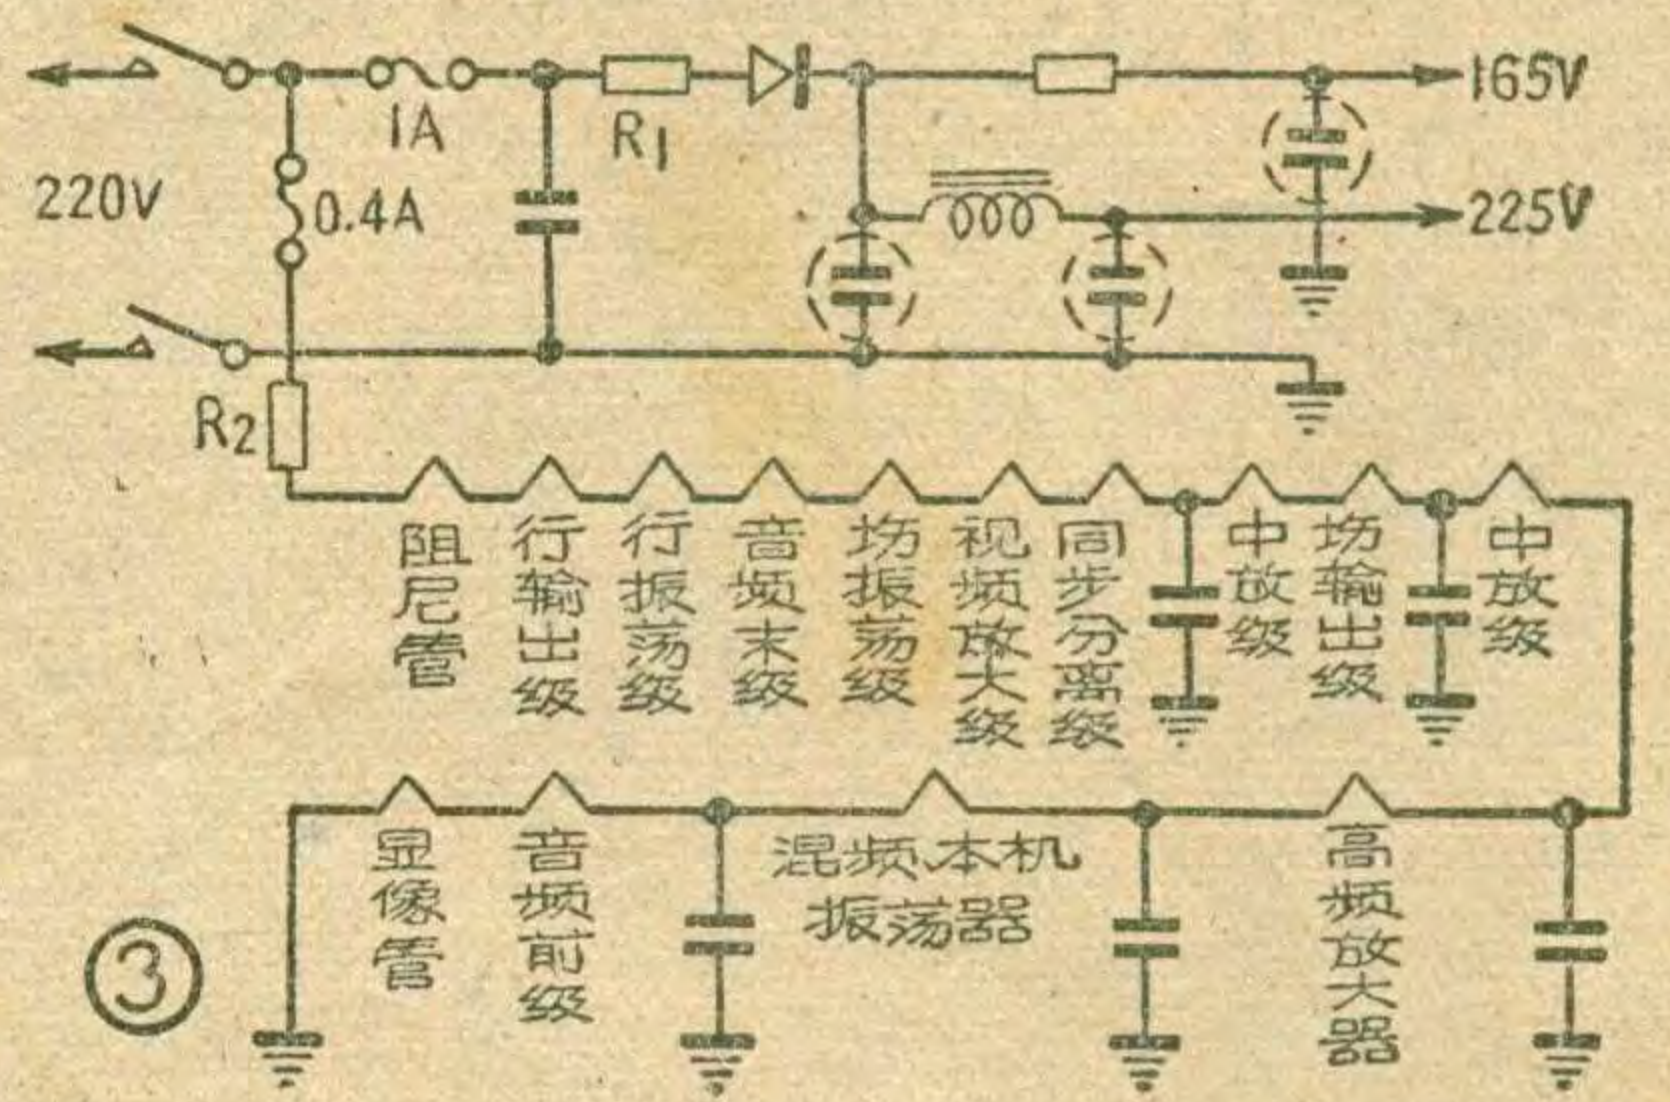 165V
1A
R1
220V
0.4A
225V
R2
阻尼管
行输出级
行振荡级
音频末级
场振荡级
视频放大级
同步分离级
中放级
场输出级
中放级
显像管
音频前级
混频、本机
振荡器
高频放大器
③